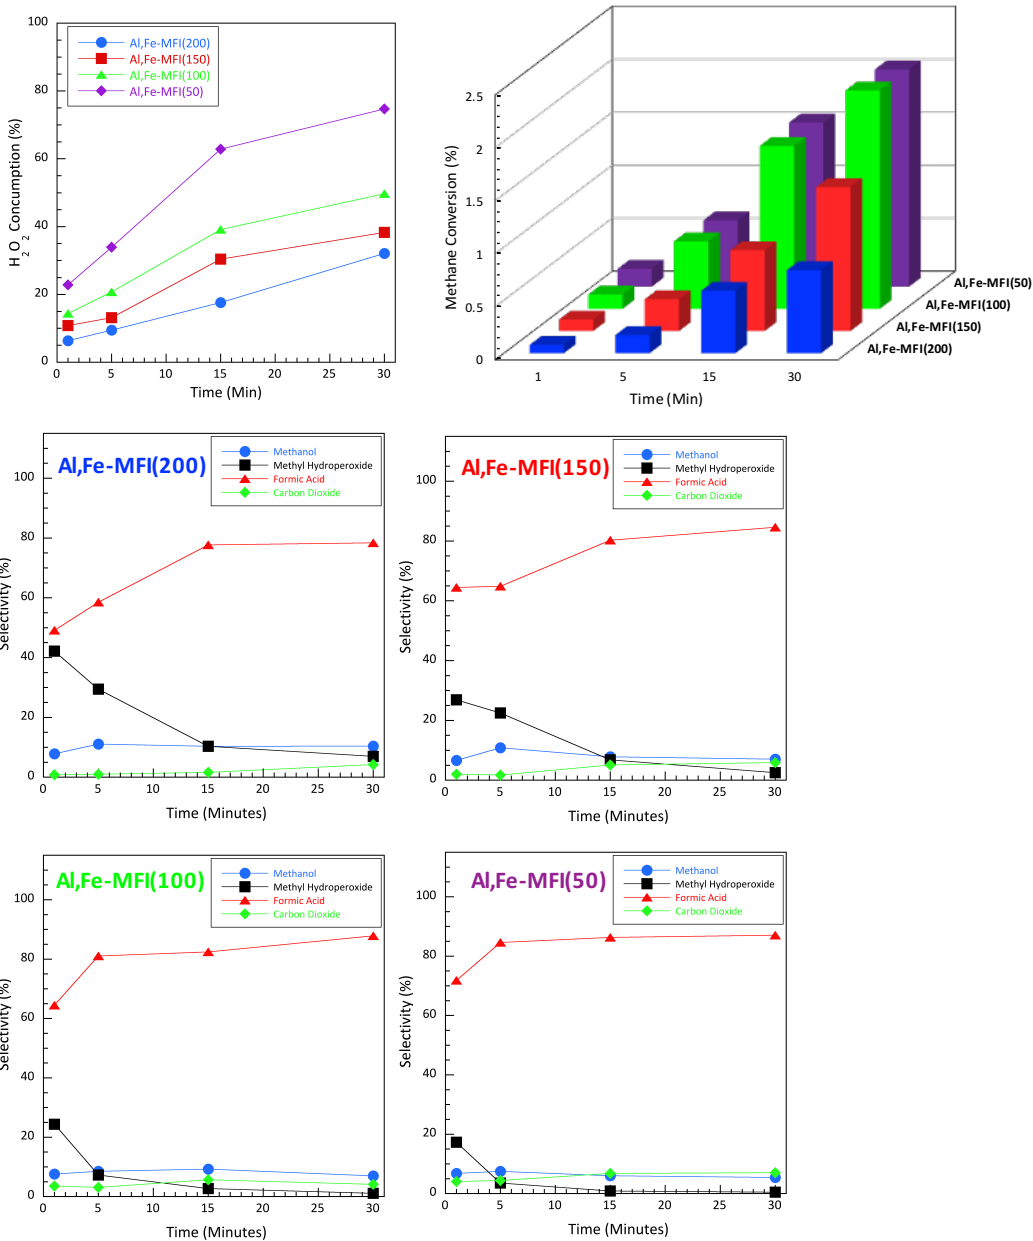 100
80
60
40
20
0
H2O2 Concumption (%)
Al,Fe-MFI(200)
Al,Fe-MFI(150)
Al,Fe-MFI(100)
Al,Fe-MFI(50)
0 5 10 15 20 25 30
Time (Min)
2.5
2
1.5
1
0.5
0
Methane Conversion (%)
1 5 15 30
Time (Min)
Al,Fe-MFI(50)
Al,Fe-MFI(100)
Al,Fe-MFI(150)
Al,Fe-MFI(200)
Al,Fe-MFI(200)
Methanol
Methyl Hydroperoxide
Formic Acid
Carbon Dioxide
100
80
60
40
20
0
Selectivity (%)
0 5 10 15 20 25 30
Time (Minutes)
Al,Fe-MFI(150)
Methanol
Methyl Hydroperoxide
Formic Acid
Carbon Dioxide
100
80
60
40
20
0
Selectivity (%)
0 5 10 15 20 25 30
Time (Minutes)
Al,Fe-MFI(100)
Methanol
Methyl Hydroperoxide
Formic Acid
Carbon Dioxide
100
80
60
40
20
0
Selectivity (%)
0 5 10 15 20 25 30
Time (Minutes)
Al,Fe-MFI(50)
Methanol
Methyl Hydroperoxide
Formic Acid
Carbon Dioxide
100
80
60
40
20
0
Selectivity (%)
0 5 10 15 20 25 30
Time (Minutes)